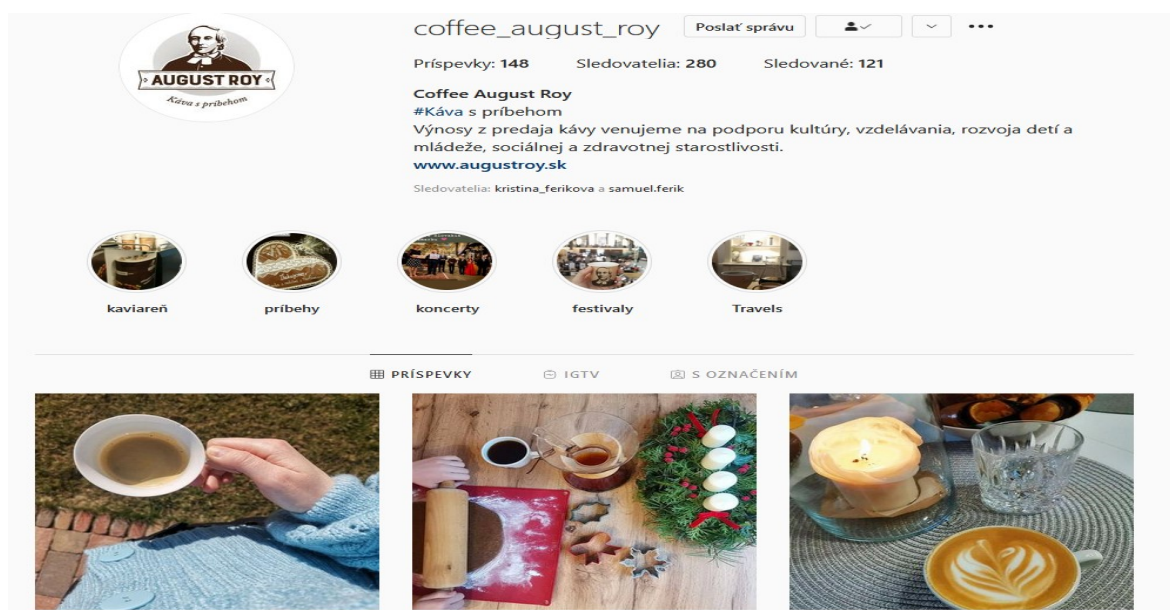 coffee_august_roy Poslať správu
AUGUST ROY
Káva s príbehom
Príspevky: 148 Sledovatelia: 280 Sledované: 121
Coffee August Roy
#Káva s príbehom
Výnosy z predaja kávy venujeme na podporu kultúry, vzdelávania, rozvoja detí a
mládeže, sociálnej a zdravotnej starostlivosti.
www.augustroy.sk
Sledovatelia: kristina_ferikova a samuel.ferik
kaviareň príbehy koncerty festivaly Travels
PRÍSPEVKY IGTV S OZNAČENÍM